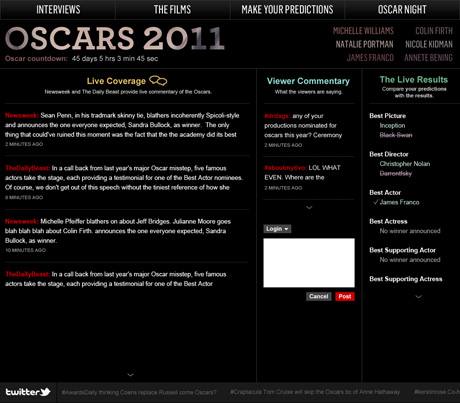 INTERVIEWS
THE FILMS
MAKE YOUR PREDICTIONS
OSCAR NIGHT
OSCARS 2011
Oscar countdown: 45 days 5 hrs 3 min 45 sec
MICHELLE WILLIAMS
COLIN FIRTH
NATALIE PORTMAN
NICOLE KIDMAN
JAMES FRANCO
ANNETE BENING
Live Coverage
Newsweek and The Daily Beast provide live commentary of the Oscars.
Newsweek: Sean Penn, in his tradmark skinny tie, blathers incoherently Spicoli-style
and announces the one everyone expected, Sandra Bullock, as winner. The only
thing that could've ruined this moment was the fact that the the academy did its best
2 MINUTES AGO
TheDailyBeast: In a call back from last year's major Oscar misstep, five famous
actors take the stage, each providing a testimonial for one of the Best Actor nominees.
Of course, we don't get out of this speech without the tiniest reference of how she
8 MINUTES AGO
Newsweek: Michelle Pfeiffer blathers on about Jeff Bridges. Julianne Moore goes
blah blah blah about Colin Firth. announces the one everyone expected, Sandra
Bullock, as winner.
10 MINUTES AGO
TheDailyBeast: In a call back from last year's major Oscar misstep, five famous
actors take the stage, each providing a testimonial for one of the Best Actor
Viewer Commentary
What the viewers are saying.
any of your
productions nominated for
oscars this year? Ceremony
2 MINUTES AGO
LOL WHAT
EVEN. Where are the
2 MINUTES AGO
Login
Cancel
Post
The Live Results
Compare your predictions
with the results.
Best Picture
Inception
Black Swan
Best Director
Christopher Nolan
Darrenofsky
Best Actor
✓ James Franco
Best Actress
No winner announced
Best Supporting Actor
No winner announced
Best Supporting Actress
twitter
#AwardsDaily thinking Coens replace Russell come Oscars?
#Craptacula Tom Cruise will skip the Oscars bc of Anne Hathaway